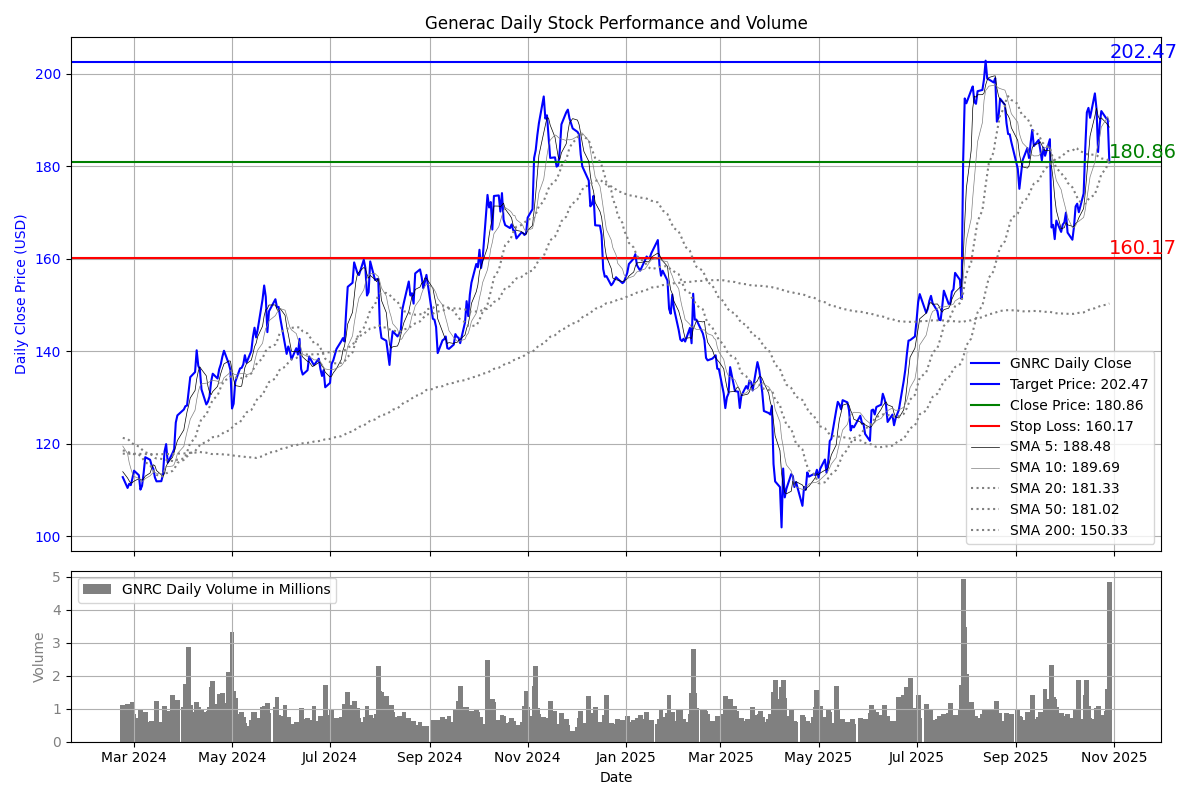 Generac Daily Stock Performance and Volume
Daily Close Price (USD)
200
180
160
140
120
100
202.47
180.86
160.17
GNRC Daily Close
Target Price: 202.47
Close Price: 180.86
Stop Loss: 160.17
SMA 5: 188.48
SMA 10: 189.69
SMA 20: 181.33
SMA 50: 181.02
SMA 200: 150.33
Volume
5
4
3
2
1
0
GNRC Daily Volume in Millions
Mar 2024 May 2024 Jul 2024 Sep 2024 Nov 2024 Jan 2025 Mar 2025 May 2025 Jul 2025 Sep 2025 Nov 2025
Date